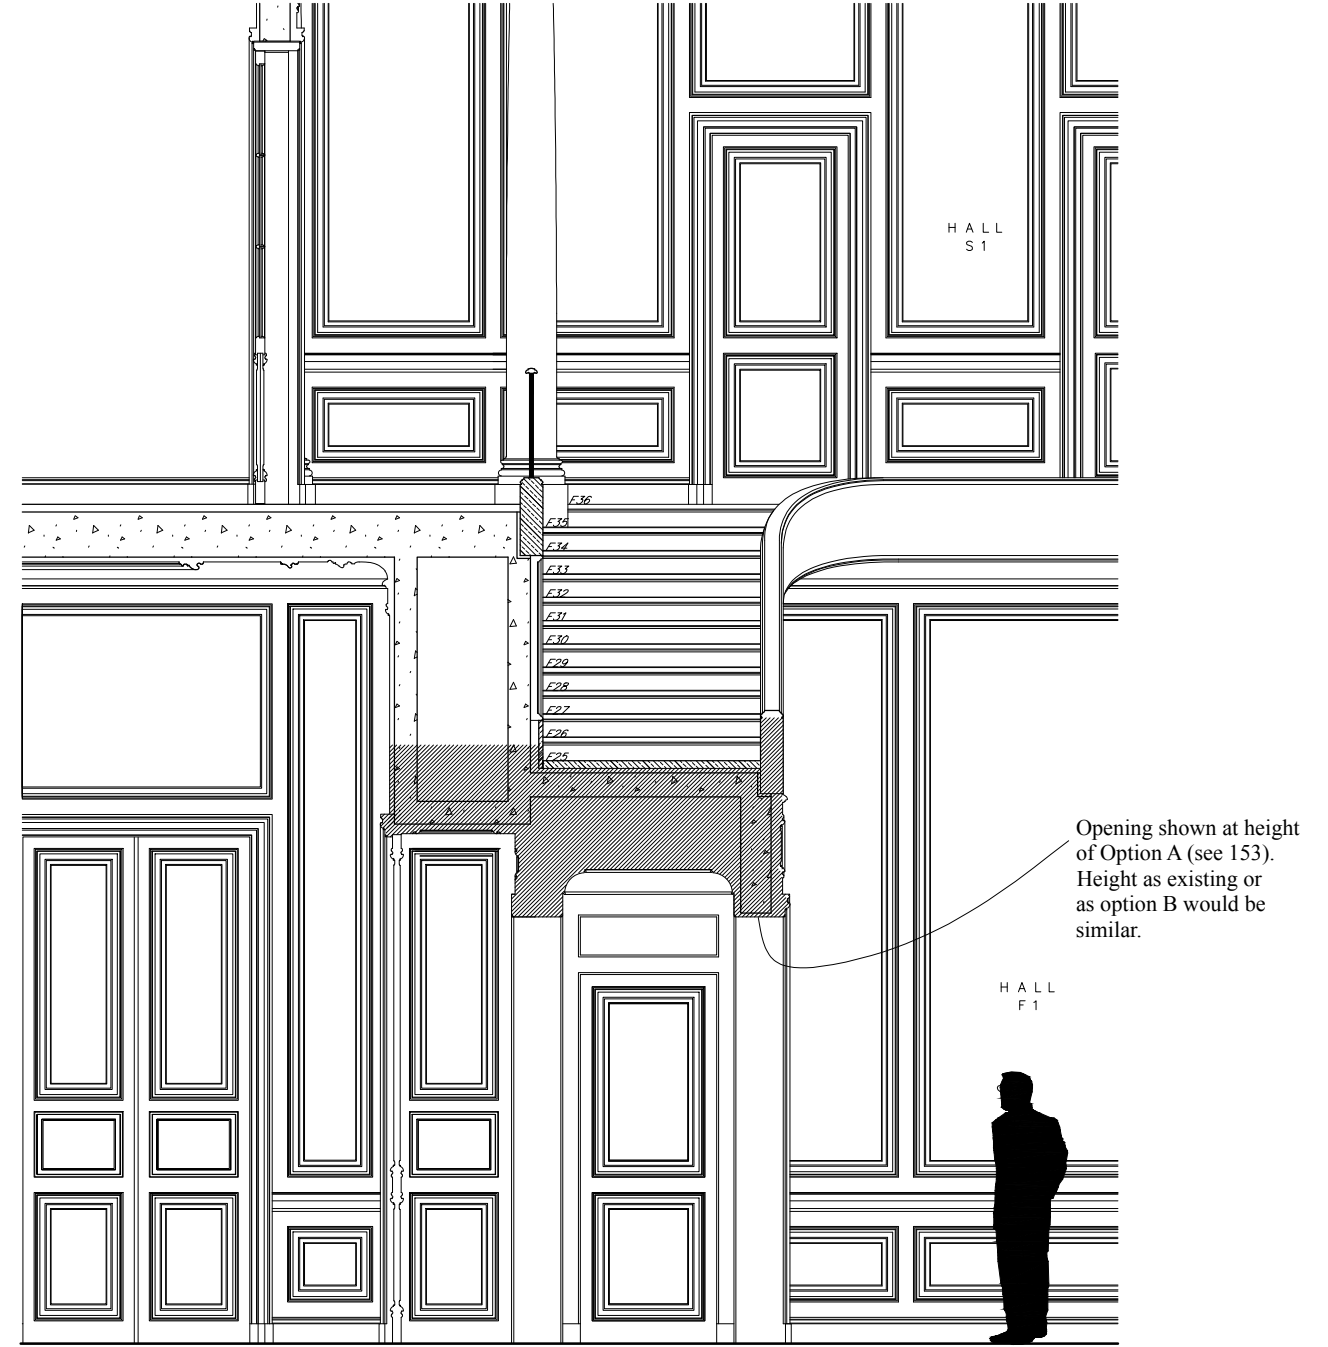 HALL
S1
F36
F35
F34
F33
F32
F31
F30
F29
F28
F27
F26
F25
Opening shown at height
of Option A (see 153).
Height as existing or
as option B would be
similar.
HALL
F1